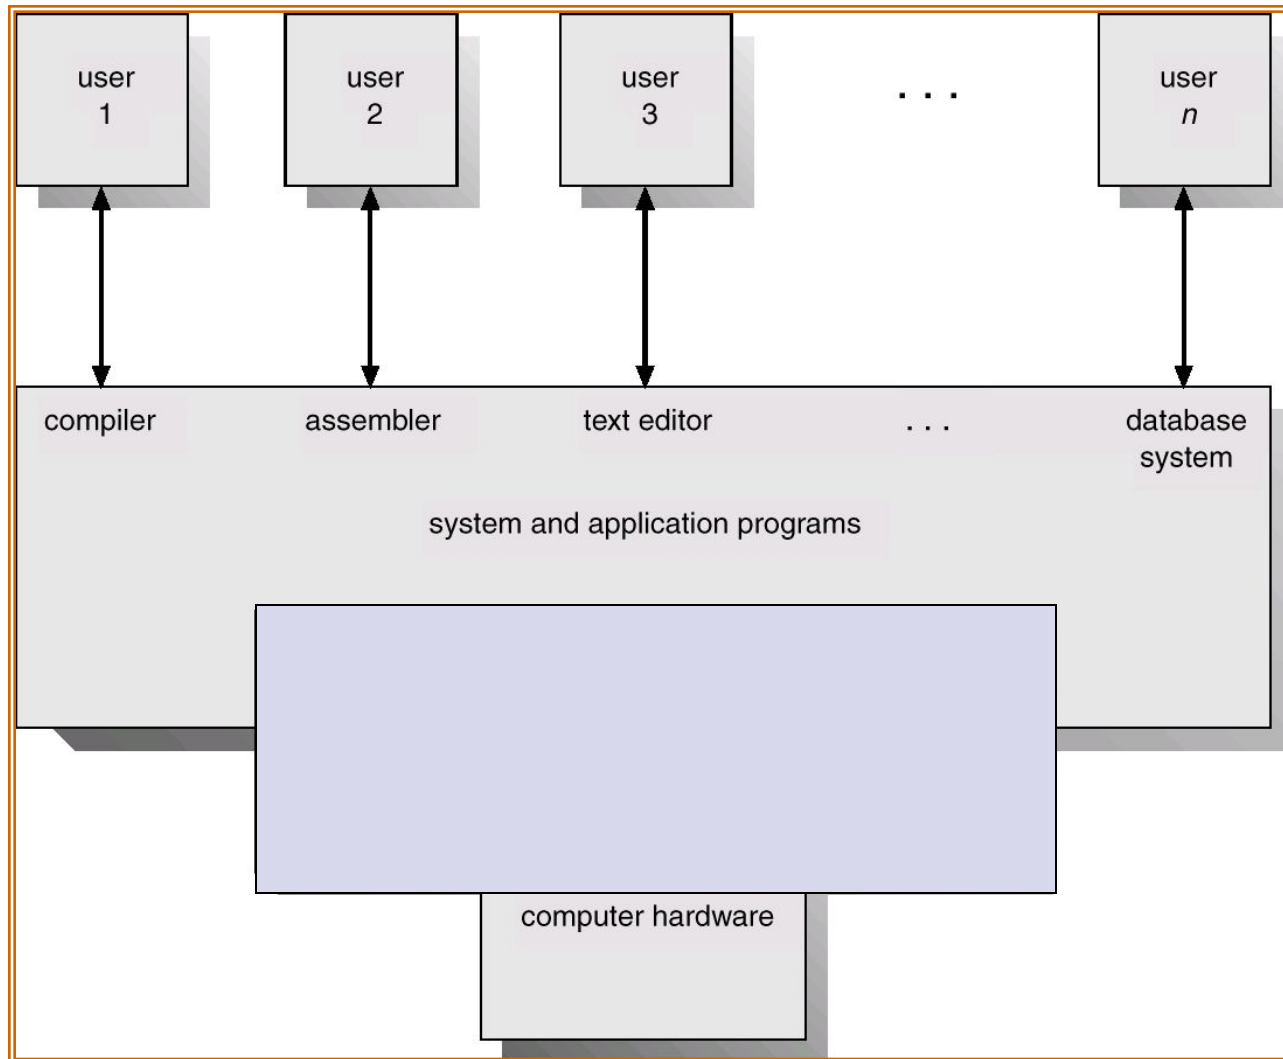 user
1
user
2
user
3
. . .
user
n
compiler
assembler
text editor
. . .
database
system
system and application programs
computer hardware